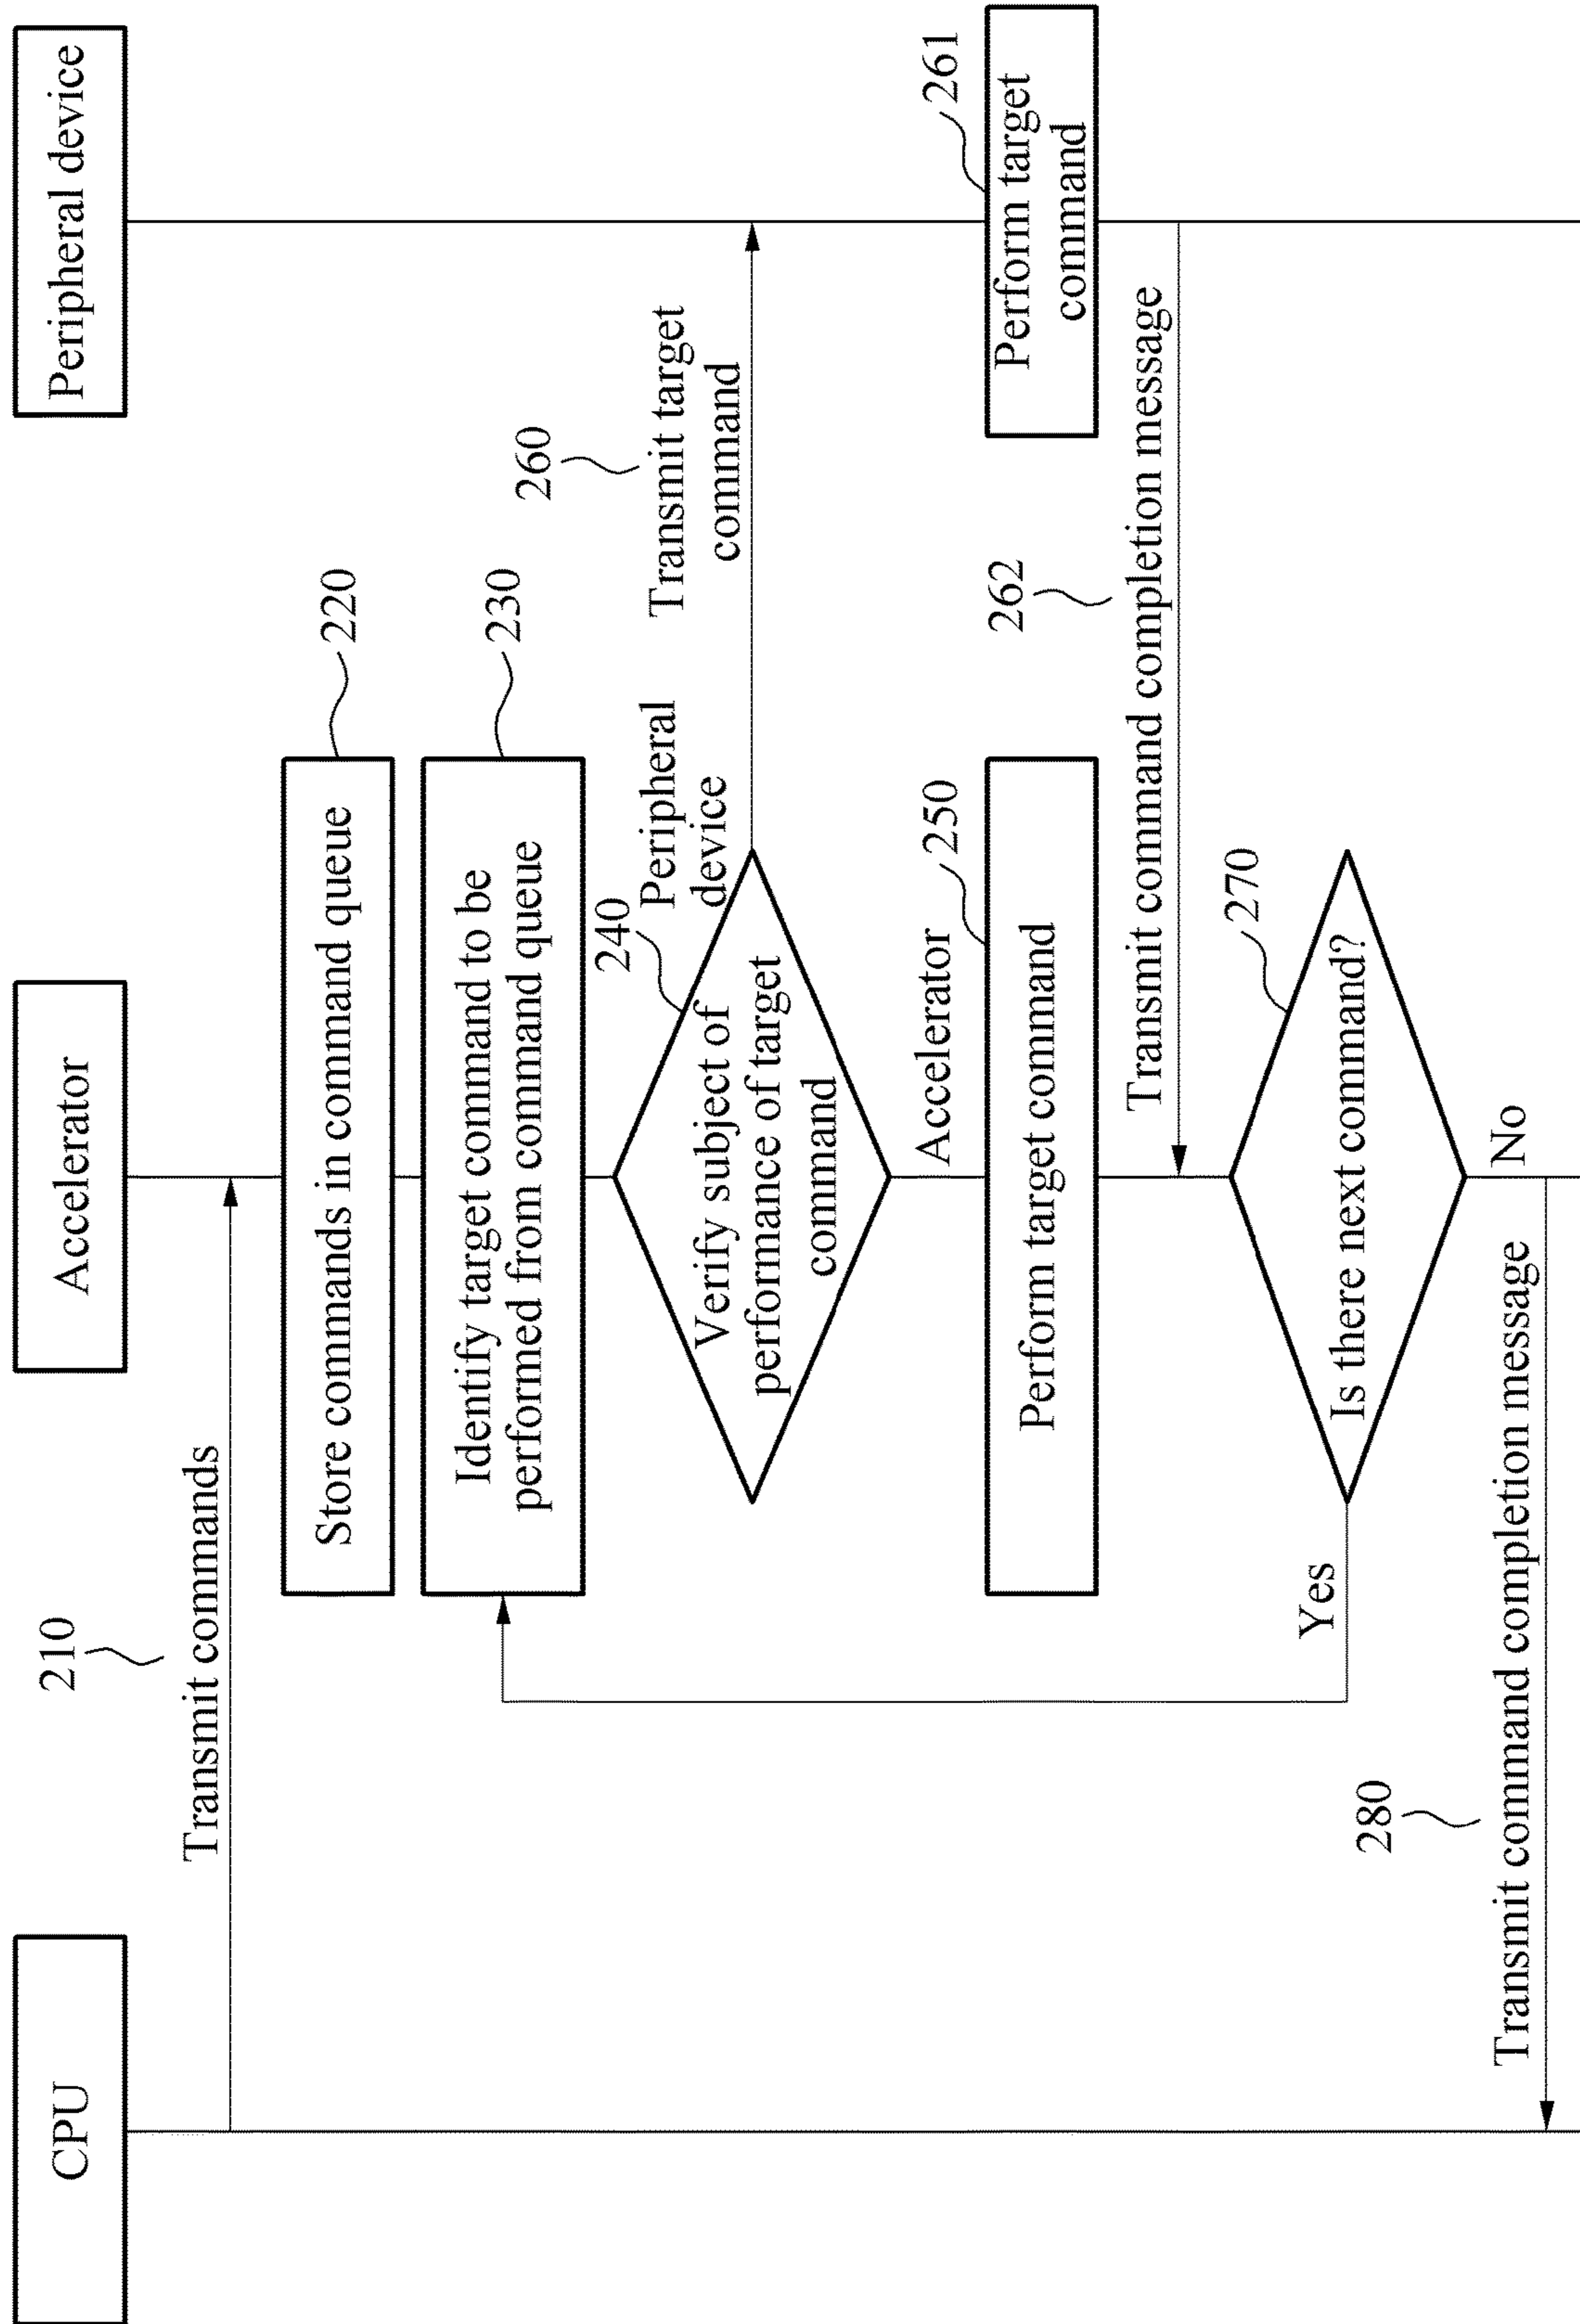 CPU
Accelerator
Peripheral device
210
Transmit commands
220
Store commands in command queue
230
Identify target command to be
performed from command queue
240
Verify subject of
performance of target
command
Peripheral
device
260
Transmit target
command
Accelerator
250
Perform target command
261
Perform target
command
262
Transmit command completion message
270
Is there next command?
Yes
No
280
Transmit command completion message